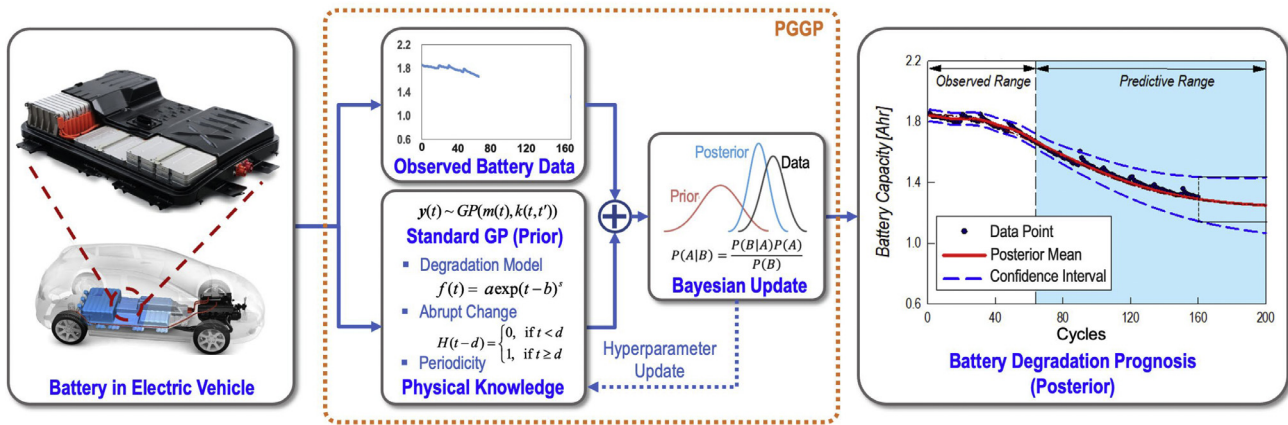 PGGP
Battery in Electric Vehicle
2.2
1.8
1.4
1.0
0.6
0 40 80 120 160
Observed Battery Data
y(t) ~ GP(m(t), k(t,t'))
Standard GP (Prior)
▪ Degradation Model
f(t) = a exp(t−b)^s
▪ Abrupt Change
H(t−d) = {0, if t < d
1, if t ≥ d
▪ Periodicity
Physical Knowledge
Posterior
Data
Prior
P(A|B) = P(B|A)P(A)
P(B)
Bayesian Update
Hyperparameter
Update
2.2
Observed Range Predictive Range
1.8
1.4
1.0
0.6
Battery Capacity [Ahr]
Data Point
Posterior Mean
Confidence Interval
0 40 80 120 160 200
Cycles
Battery Degradation Prognosis
(Posterior)